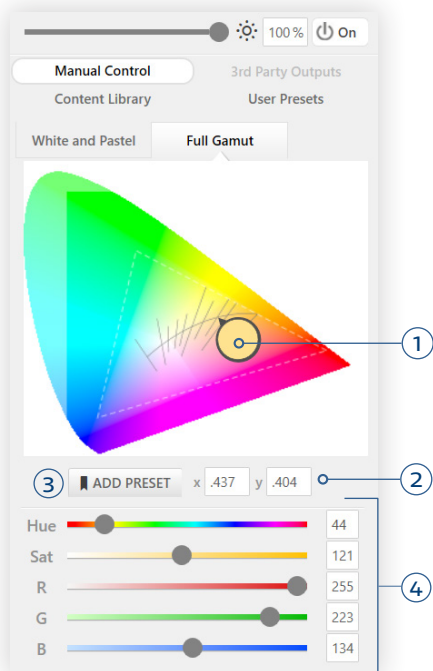 100 % On
Manual Control 3rd Party Outputs
Content Library User Presets
White and Pastel Full Gamut
1
3 ADD PRESET x .437 y .404 2
Hue 44
Sat 121
R 255 4
G 223
B 134